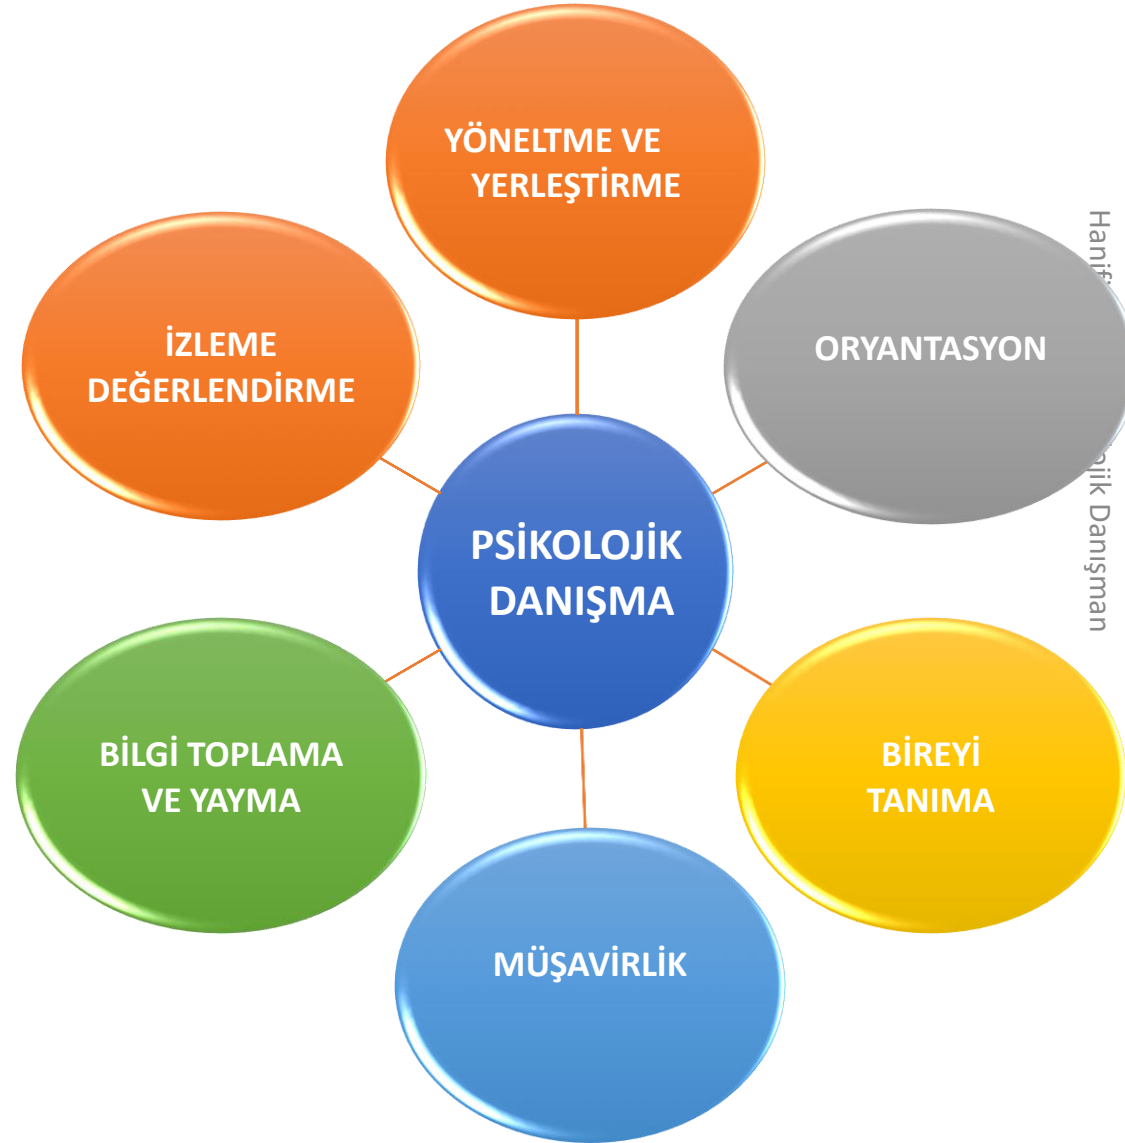 YÖNELTME VE
YERLEŞTİRME
İZLEME
DEĞERLENDİRME
ORYANTASYON
PSİKOLOJİK
DANIŞMA
BİLGİ TOPLAMA
VE YAYMA
BİREYİ
TANIMA
MÜŞAVİRLİK
Danışman